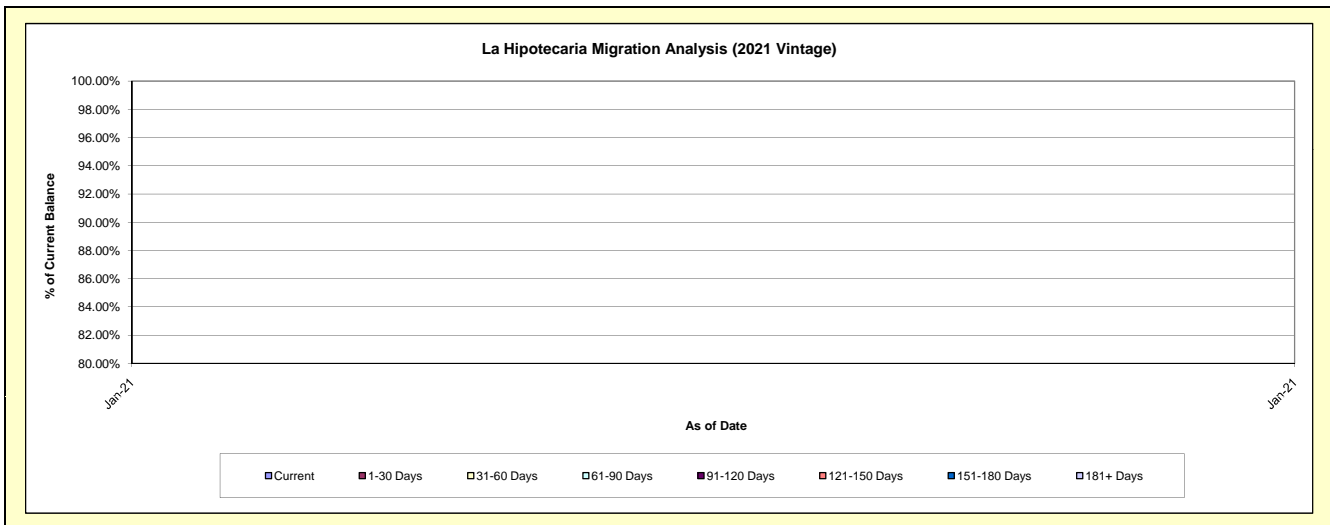 La Hipotecaria Migration Analysis (2021 Vintage)
100.00%
98.00%
96.00%
94.00%
92.00%
90.00%
88.00%
86.00%
84.00%
82.00%
80.00%
% of Current Balance
Jan-21
Jan-21
As of Date
Current 1-30 Days 31-60 Days 61-90 Days 91-120 Days 121-150 Days 151-180 Days 181+ Days